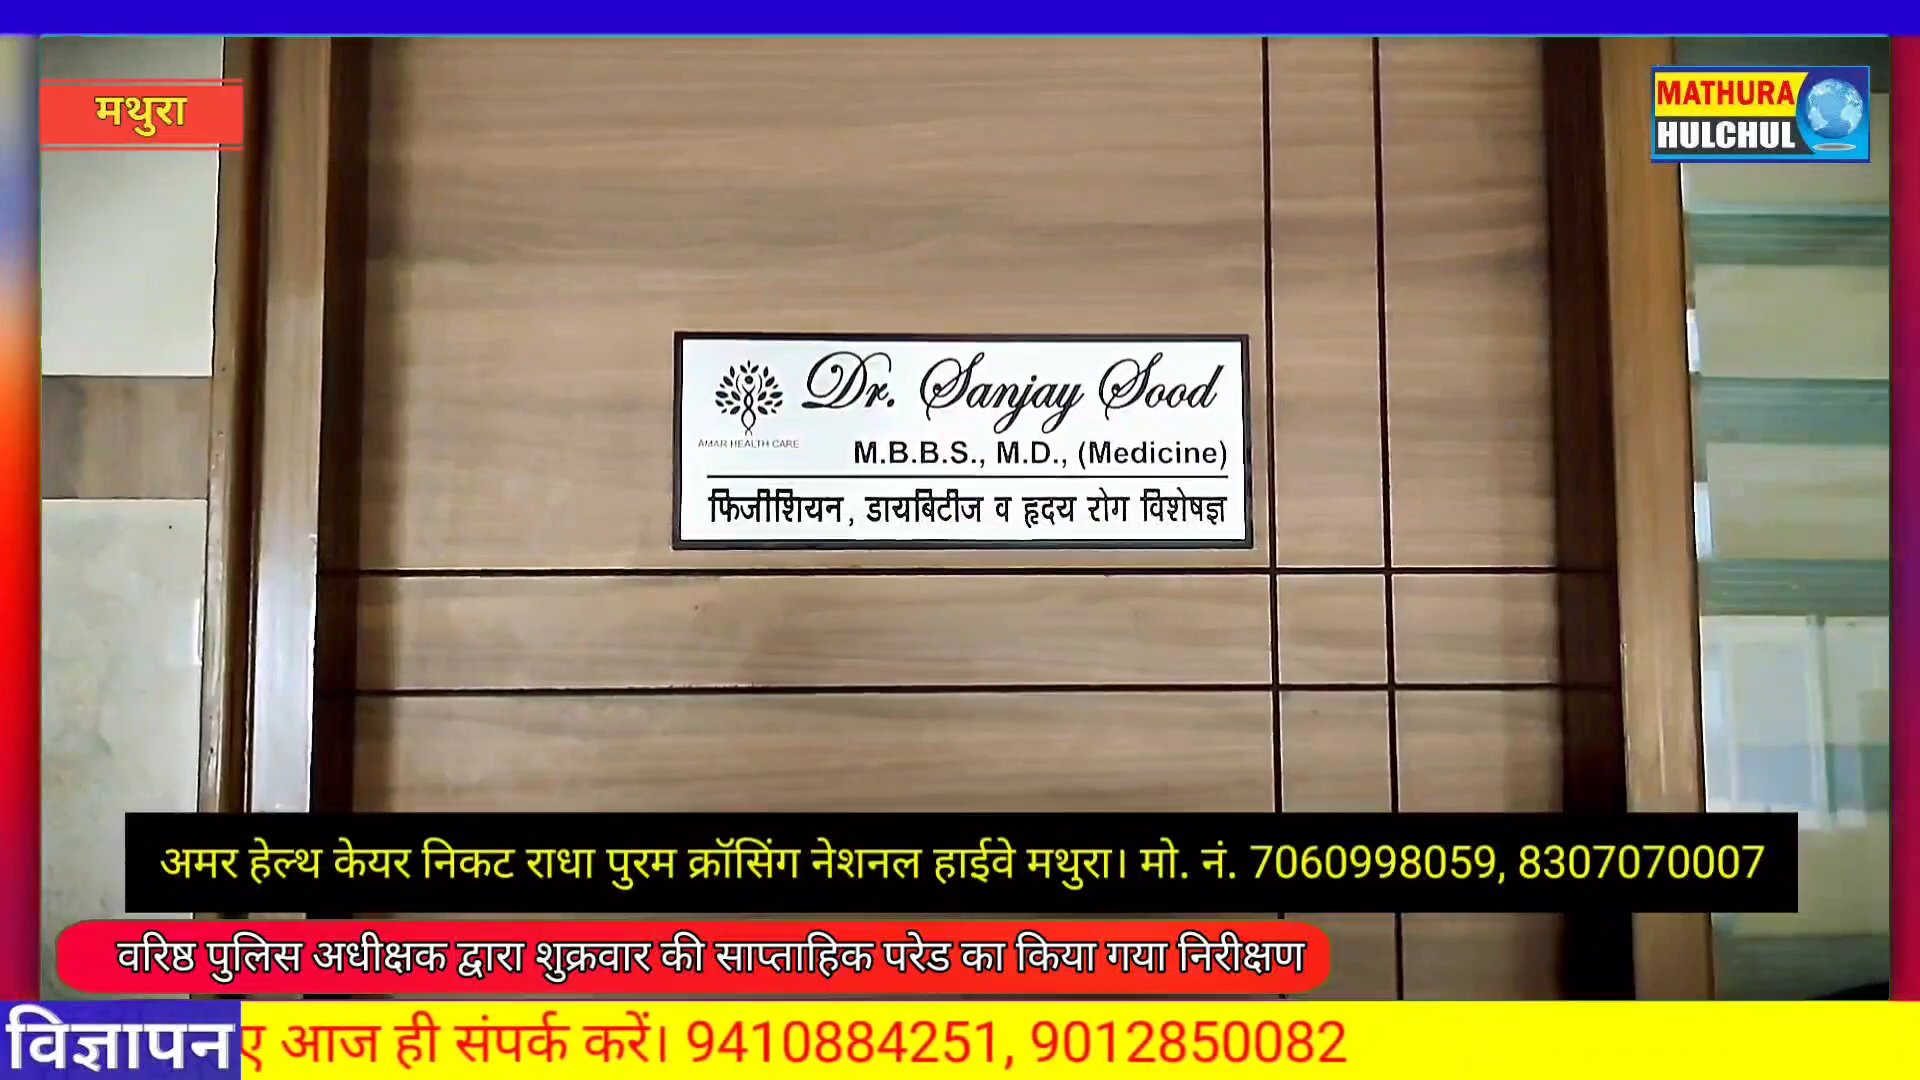 मथुरा
MATHURA
HULCHUL
Dr. Sanjay Sood
AMAR HEALTH CARE
M.B.B.S., M.D., (Medicine)
फिजीशियन, डायबिटीज व हृदय रोग विशेषज्ञ
अमर हेल्थ केयर निकट राधा पुरम क्रॉसिंग नेशनल हाईवे मथुरा। मो. नं. 7060998059, 8307070007
वरिष्ठ पुलिस अधीक्षक द्वारा शुक्रवार की साप्ताहिक परेड का किया गया निरीक्षण
विज्ञापन ए आज ही संपर्क करें। 9410884251, 9012850082